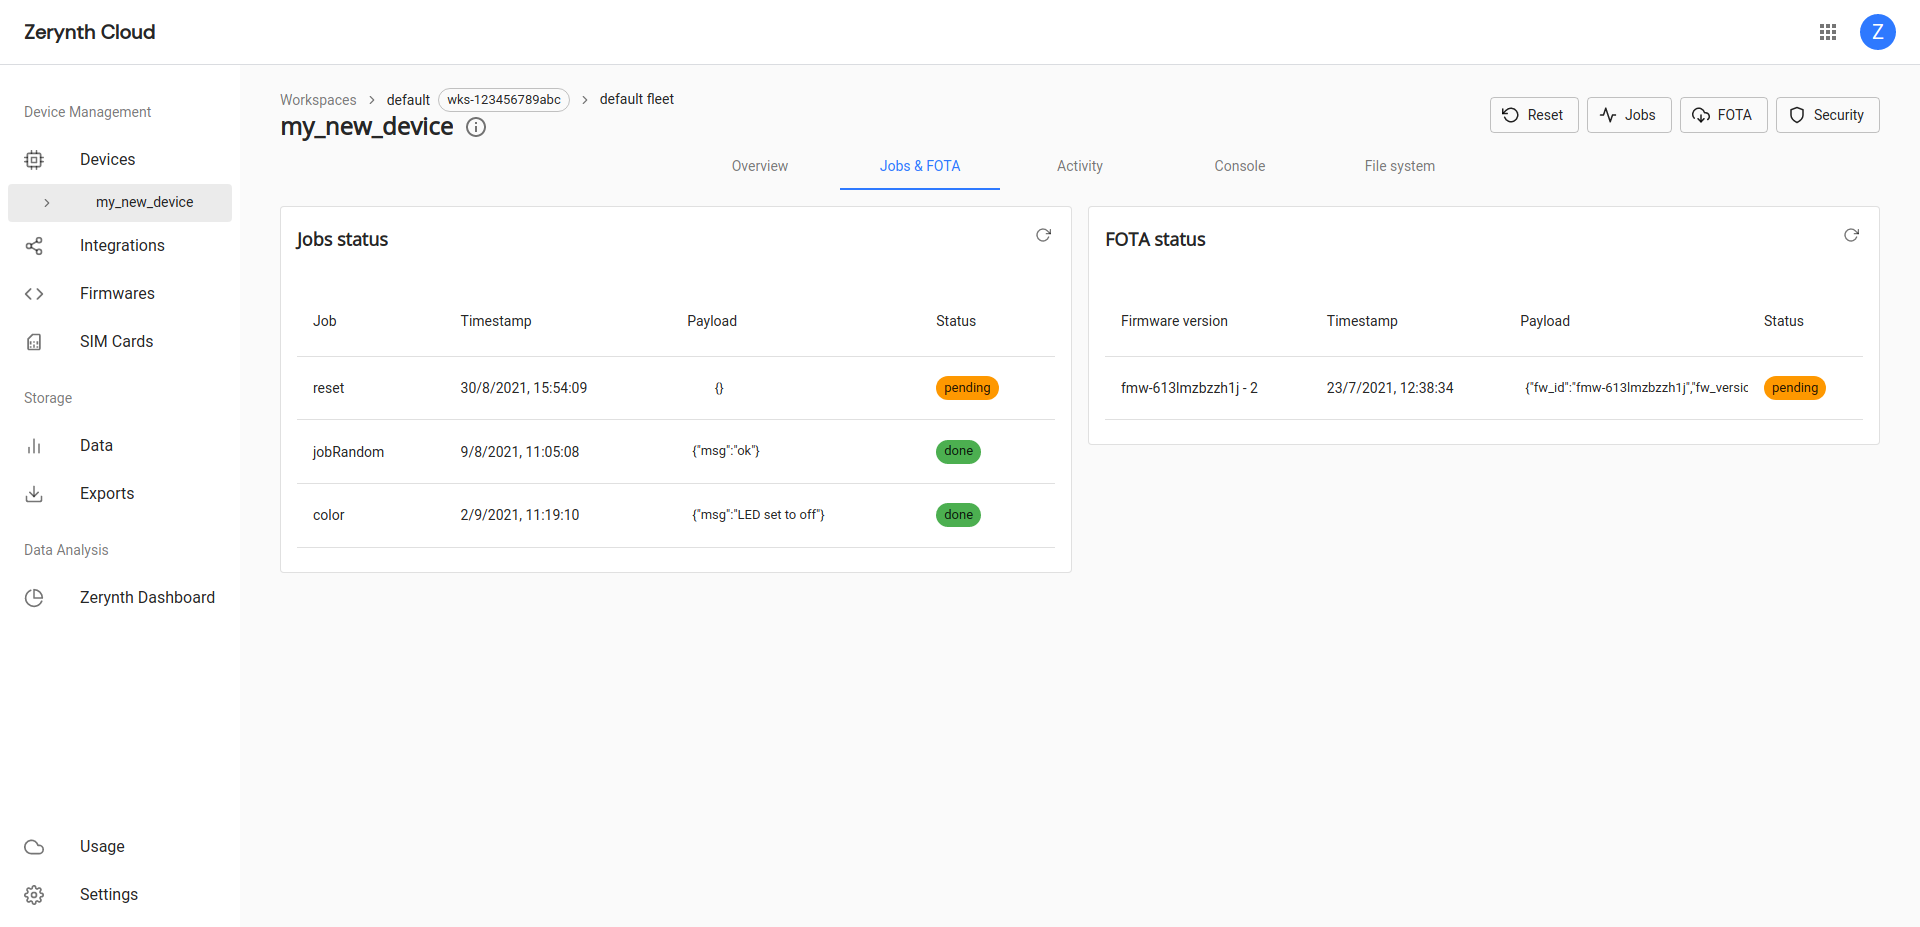 Zerynth Cloud
Z
Device Management
Devices
my_new_device
Integrations
Firmwares
SIM Cards
Storage
Data
Exports
Data Analysis
Zerynth Dashboard
Usage
Settings
Workspaces > default wks-123456789abc > default fleet
my_new_device
Reset Jobs FOTA Security
Overview Jobs & FOTA Activity Console File system
Jobs status
Job Timestamp Payload Status
reset 30/8/2021, 15:54:09 {} pending
jobRandom 9/8/2021, 11:05:08 {"msg":"ok"} done
color 2/9/2021, 11:19:10 {"msg":"LED set to off"} done
FOTA status
Firmware version Timestamp Payload Status
fmw-613lmzbzzh1j - 2 23/7/2021, 12:38:34 {"fw_id":"fmw-613lmzbzzh1j","fw_versic pending